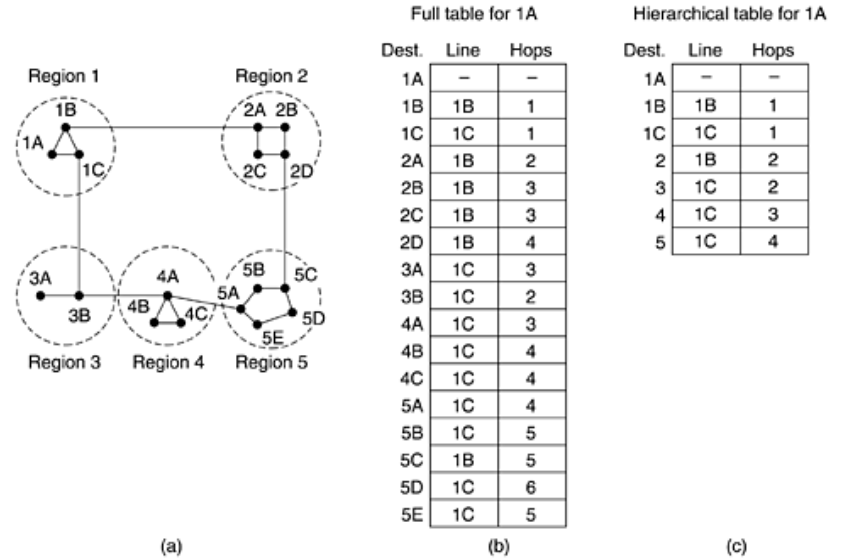 Full table for 1A
Hierarchical table for 1A
Dest. Line Hops
Dest. Line Hops
Region 1
Region 2
1B
2A 2B
1A
1C
2C 2D
3A
3B
4A
4B
4C
5B
5C
5A
5D
5E
Region 3
Region 4
Region 5
1A – –
1B 1B 1
1C 1C 1
2A 1B 2
2B 1B 3
2C 1B 3
2D 1B 4
3A 1C 3
3B 1C 2
4A 1C 3
4B 1C 4
4C 1C 4
5A 1C 4
5B 1C 5
5C 1B 5
5D 1C 6
5E 1C 5
1A – –
1B 1B 1
1C 1C 1
2 1B 2
3 1C 2
4 1C 3
5 1C 4
(a)
(b)
(c)